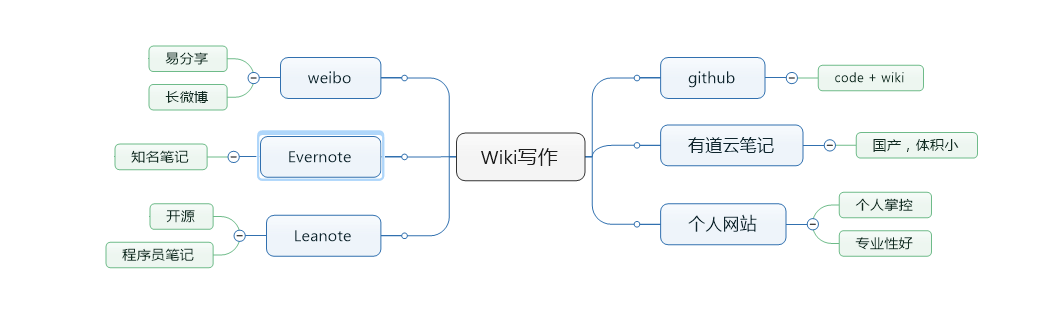 易分享
长微博
weibo
知名笔记
Evernote
开源
程序员笔记
Leanote
Wiki写作
github
code + wiki
有道云笔记
国产，体积小
个人网站
个人掌控
专业性好